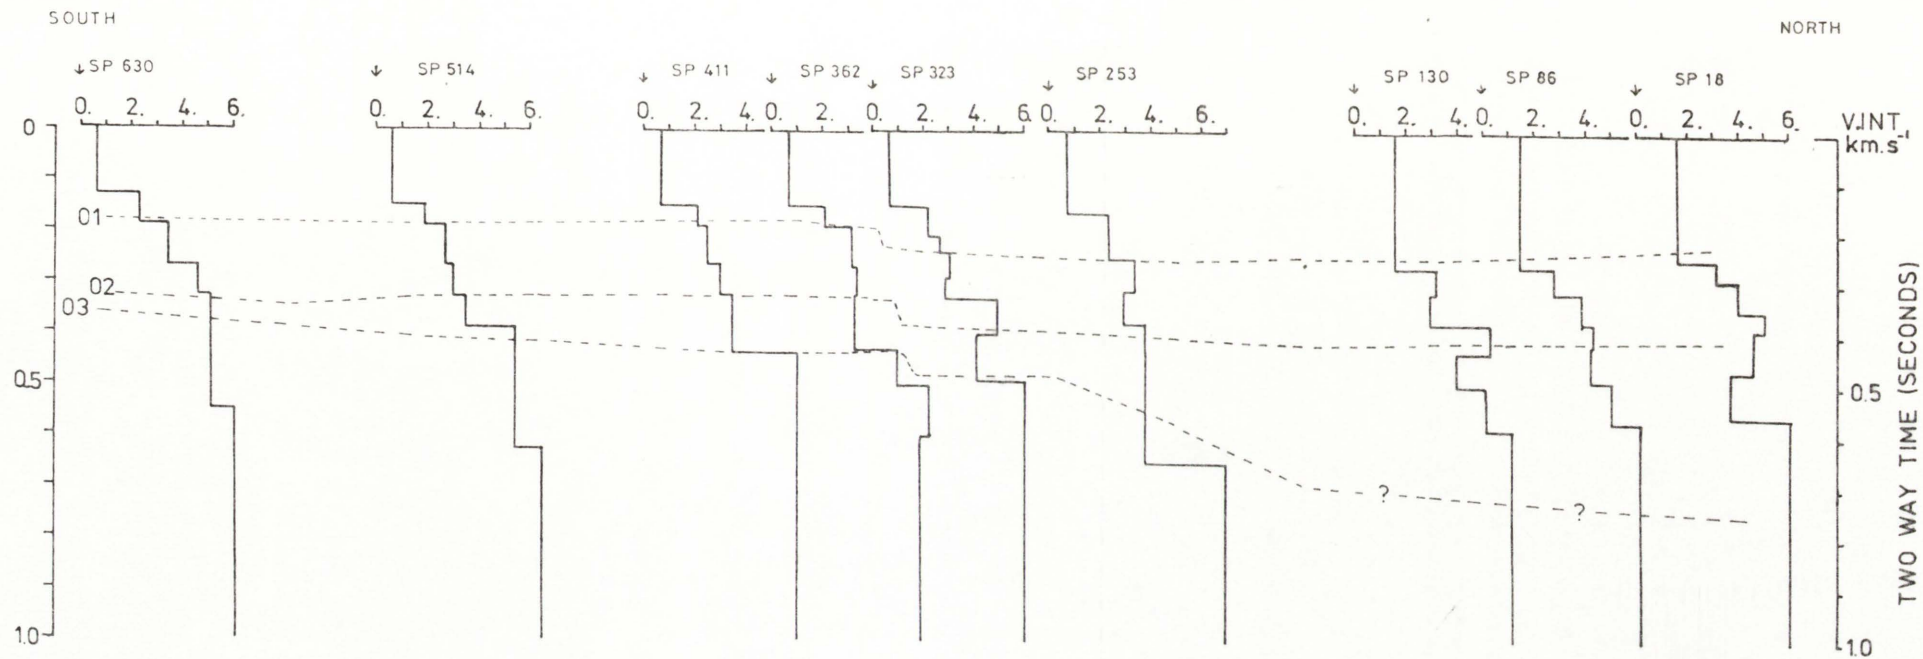 SOUTH
NORTH
↓SP 630 ↓ SP 514 ↓ SP 411 ↓ SP 362 ↓ SP 323 ↓ SP 253 ↓ SP 130 ↓ SP 86 ↓ SP 18
0. 2. 4. 6. 0. 2. 4. 6. 0. 2. 4. 0. 2. 0. 2. 4. 6. 0. 2. 4. 6. 0. 2. 4. 0. 2. 4. 0. 2. 4. 6. V.INT.
km.s⁻¹
0
01
02
03
0.5
0.5
? ?
1.0
1.0
TWO WAY TIME (SECONDS)